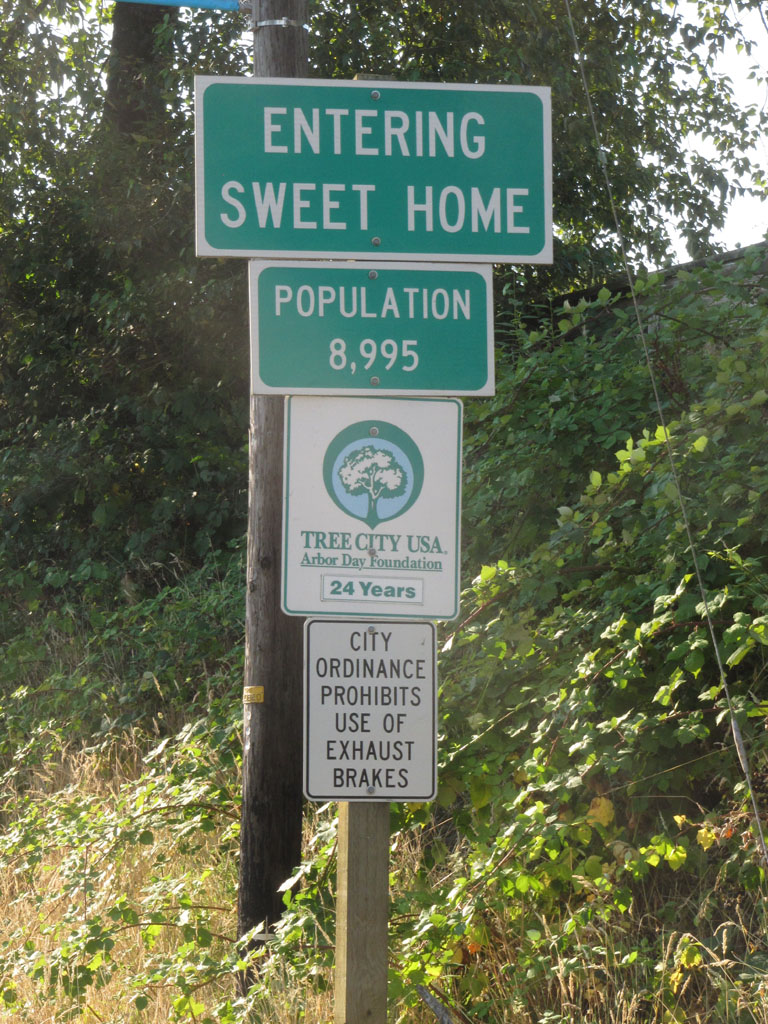 ENTERING
SWEET HOME
POPULATION
8,995
TREE CITY USA
Arbor Day Foundation
24 Years
CITY
ORDINANCE
PROHIBITS
USE OF
EXHAUST
BRAKES